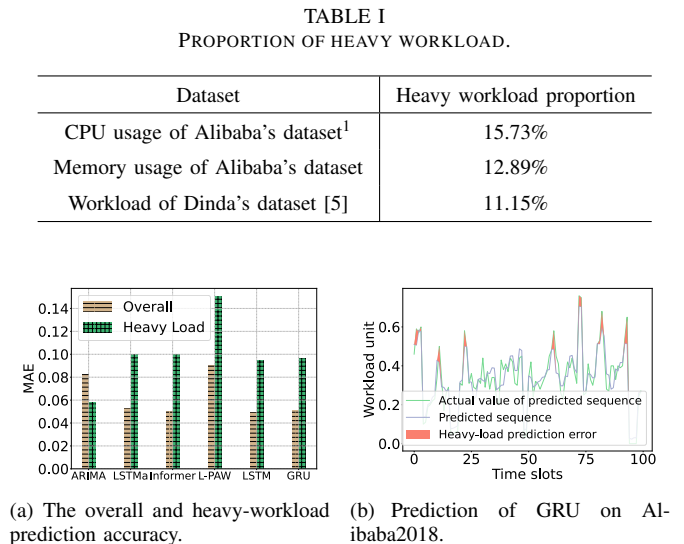 TABLE I
PROPORTION OF HEAVY WORKLOAD.
Dataset Heavy workload proportion
CPU usage of Alibaba's dataset1 15.73%
Memory usage of Alibaba's dataset 12.89%
Workload of Dinda's dataset [5] 11.15%
MAE
0.14
0.12
0.10
0.08
0.06
0.04
0.02
0.00
Overall
Heavy Load
ARIMA LSTMa Informer L-PAW LSTM GRU
(a) The overall and heavy-workload
prediction accuracy.
Workload unit
0.6
0.4
0.2
0.0
Actual value of predicted sequence
Predicted sequence
Heavy-load prediction error
0 25 50 75 100
Time slots
(b) Prediction of GRU on Al-
ibaba2018.